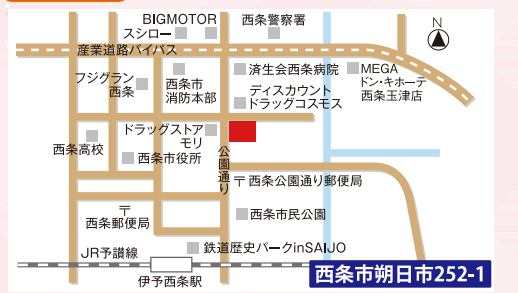 BIGMOTOR
スシロー
西条警察署
N
産業道路バイパス
フジグラン
西条
西条市
消防本部
済生会西条病院
MEGA
ドン・キホーテ
西条玉津店
ディスカウント
ドラッグコスモス
西条高校
ドラッグストア
モリ
西条市役所
公園通り
〒西条公園通り郵便局
〒
西条郵便局
西条市民公園
鉄道歴史パークinSAIJO
JR予讃線
伊予西条駅
西条市朔日市252-1